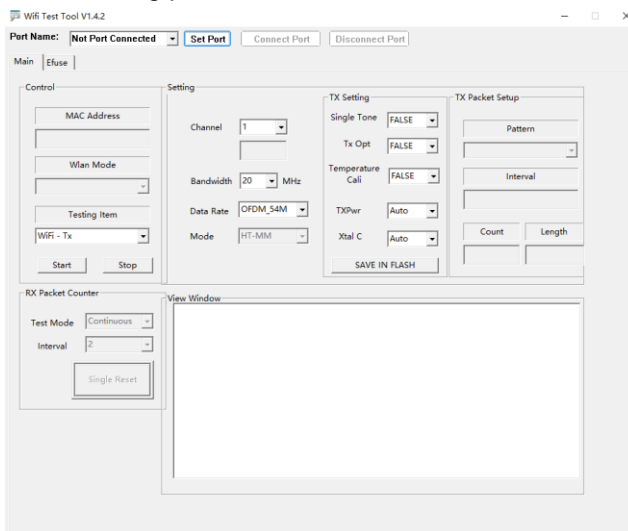 Wifi Test Tool V1.4.2
Port Name: Not Port Connected Set Port Connect Port Disconnect Port
Main Efuse
Control
MAC Address
Wlan Mode
Testing Item
WiFi - Tx
Start Stop
Setting
Channel 1
Bandwidth 20 MHz
Data Rate OFDM_54M
Mode HT-MM
TX Setting
Single Tone FALSE
Tx Opt FALSE
Temperature
Cali FALSE
TXPwr Auto
Xtal C Auto
SAVE IN FLASH
TX Packet Setup
Pattern
Interval
Count Length
RX Packet Counter
Test Mode Continuous
Interval 2
Single Reset
View Window